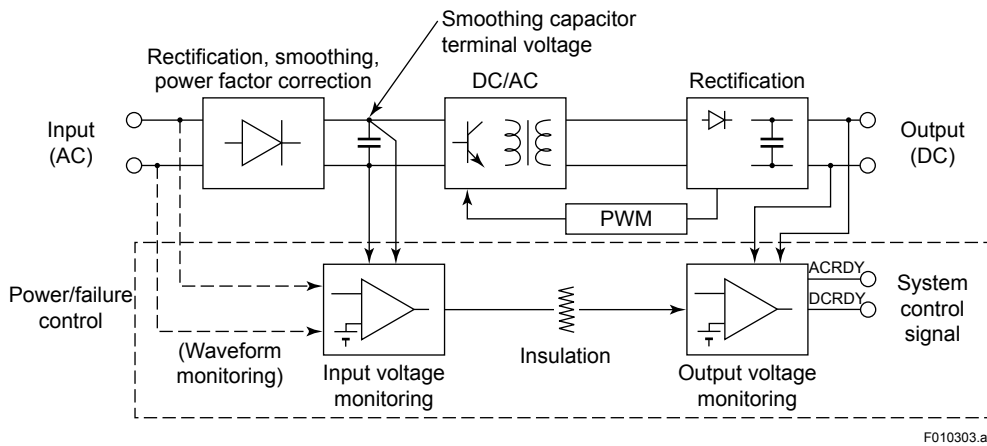 Smoothing capacitor
terminal voltage
Rectification, smoothing,
power factor correction
DC/AC
Rectification
Input
(AC)
Output
(DC)
PWM
Power/failure
control
ACRDY
DCRDY
System
control
signal
(Waveform
monitoring)
Input voltage
monitoring
Insulation
Output voltage
monitoring
F010303.ai